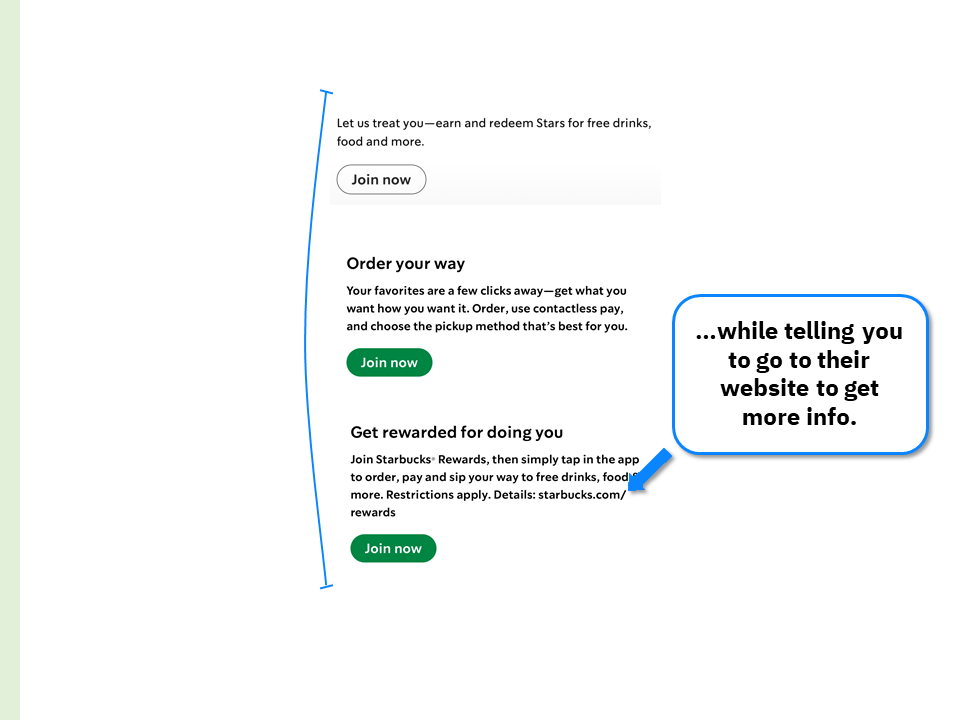 Let us treat you—earn and redeem Stars for free drinks,
food and more.
Join now
Order your way
Your favorites are a few clicks away—get what you
want how you want it. Order, use contactless pay,
and choose the pickup method that's best for you.
Join now
Get rewarded for doing you
Join Starbucks® Rewards, then simply tap in the app
to order, pay and sip your way to free drinks, food &
more. Restrictions apply. Details: starbucks.com/
rewards
Join now
...while telling you
to go to their
website to get
more info.